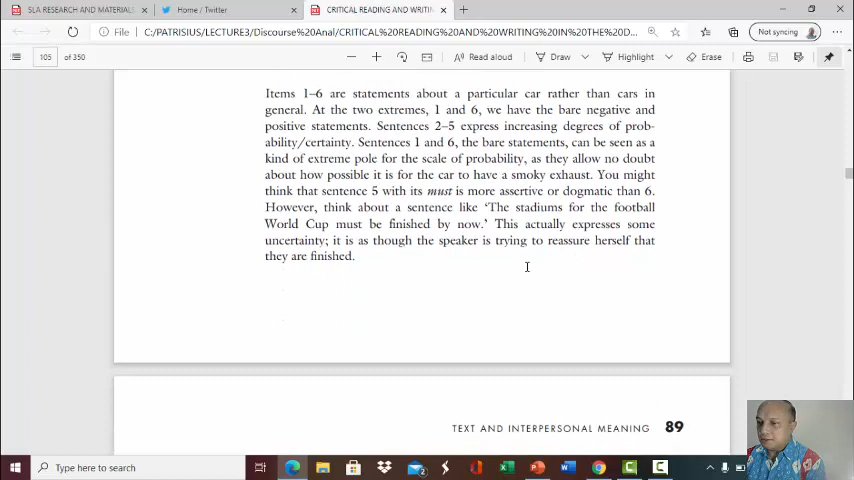 SLA RESEARCH AND MATERIALS
Home / Twitter
CRITICAL READING AND WRITIN
File
C:/PATRISIUS/LECTURE3/Discourse%20Anal/CRITICAL%20READING%20AND%20WRITING%20IN%20THE%20D...
Not syncing
105 of 350
Read aloud
Draw
Highlight
Erase
Items 1–6 are statements about a particular car rather than cars in
general. At the two extremes, 1 and 6, we have the bare negative and
positive statements. Sentences 2–5 express increasing degrees of prob-
ability/certainty. Sentences 1 and 6, the bare statements, can be seen as a
kind of extreme pole for the scale of probability, as they allow no doubt
about how possible it is for the car to have a smoky exhaust. You might
think that sentence 5 with its must is more assertive or dogmatic than 6.
However, think about a sentence like ‘The stadiums for the football
World Cup must be finished by now.’ This actually expresses some
uncertainty; it is as though the speaker is trying to reassure herself that
they are finished.
TEXT AND INTERPERSONAL MEANING 89
Type here to search